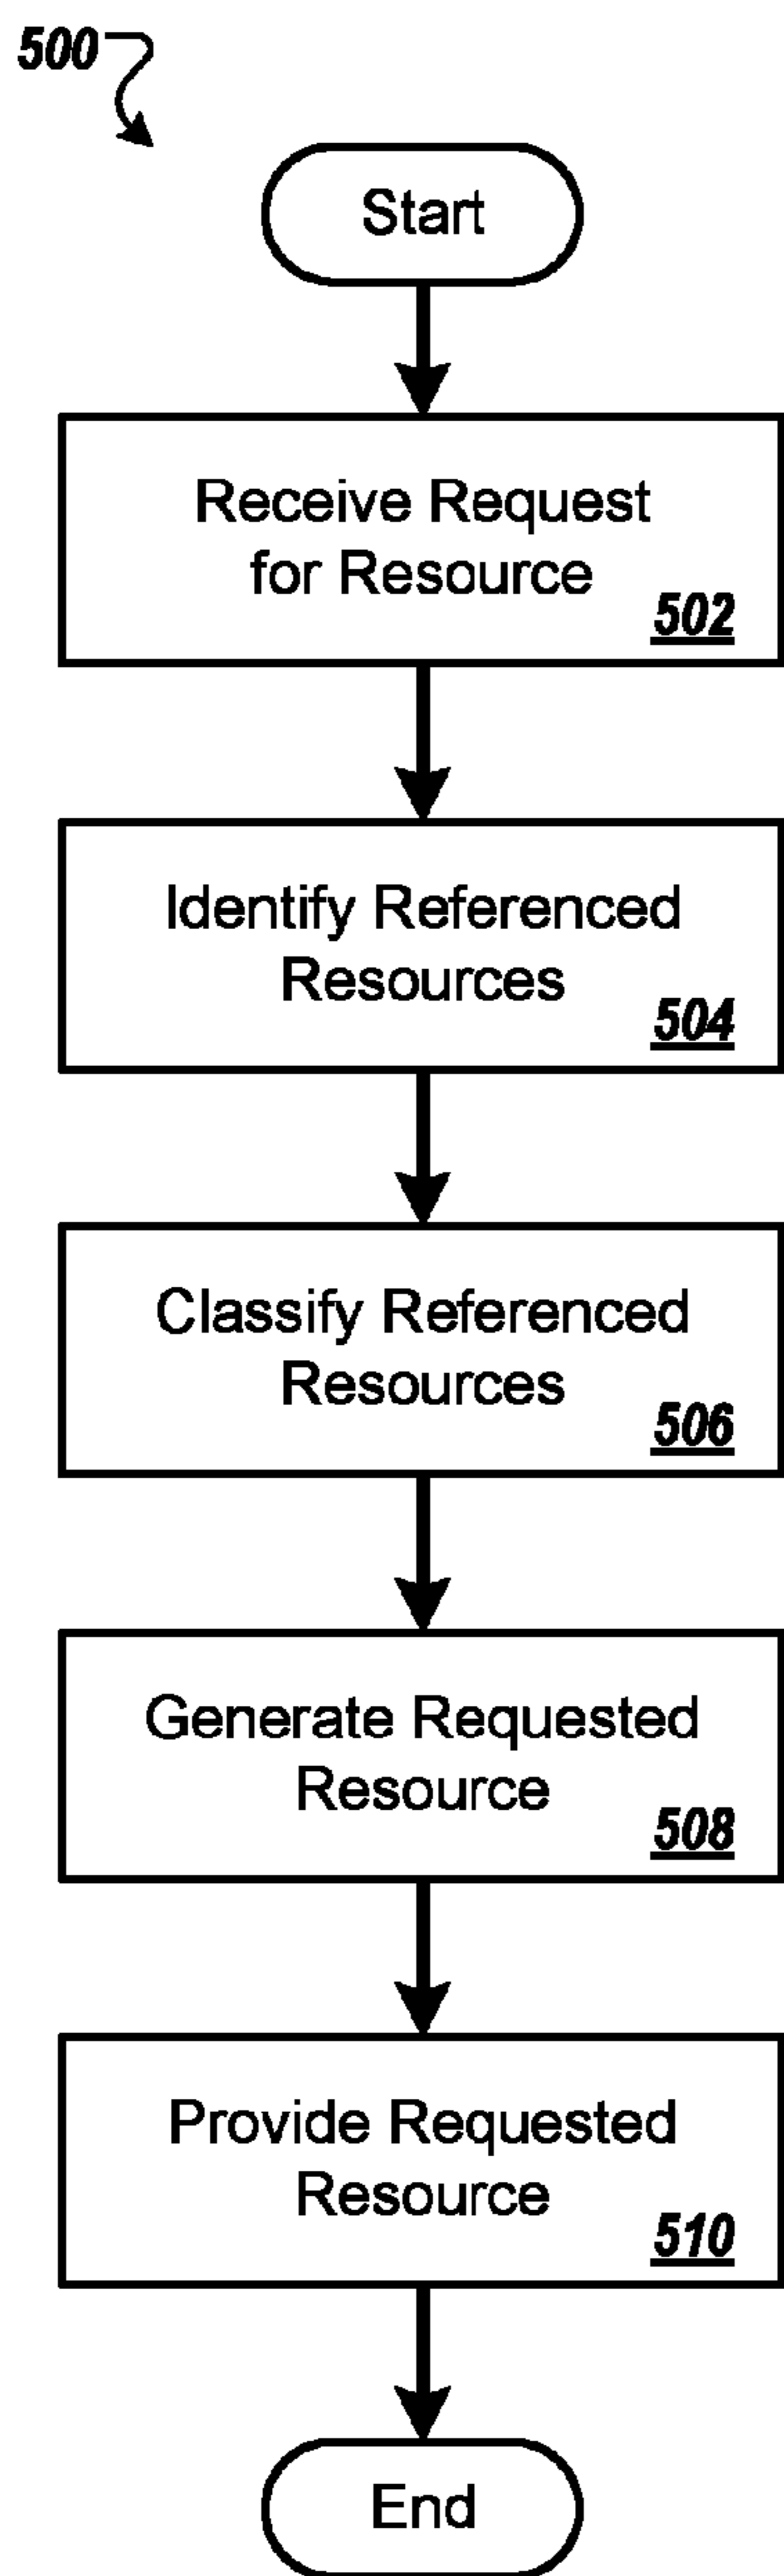 500
Start
Receive Request
for Resource
502
Identify Referenced
Resources
504
Classify Referenced
Resources
506
Generate Requested
Resource
508
Provide Requested
Resource
510
End